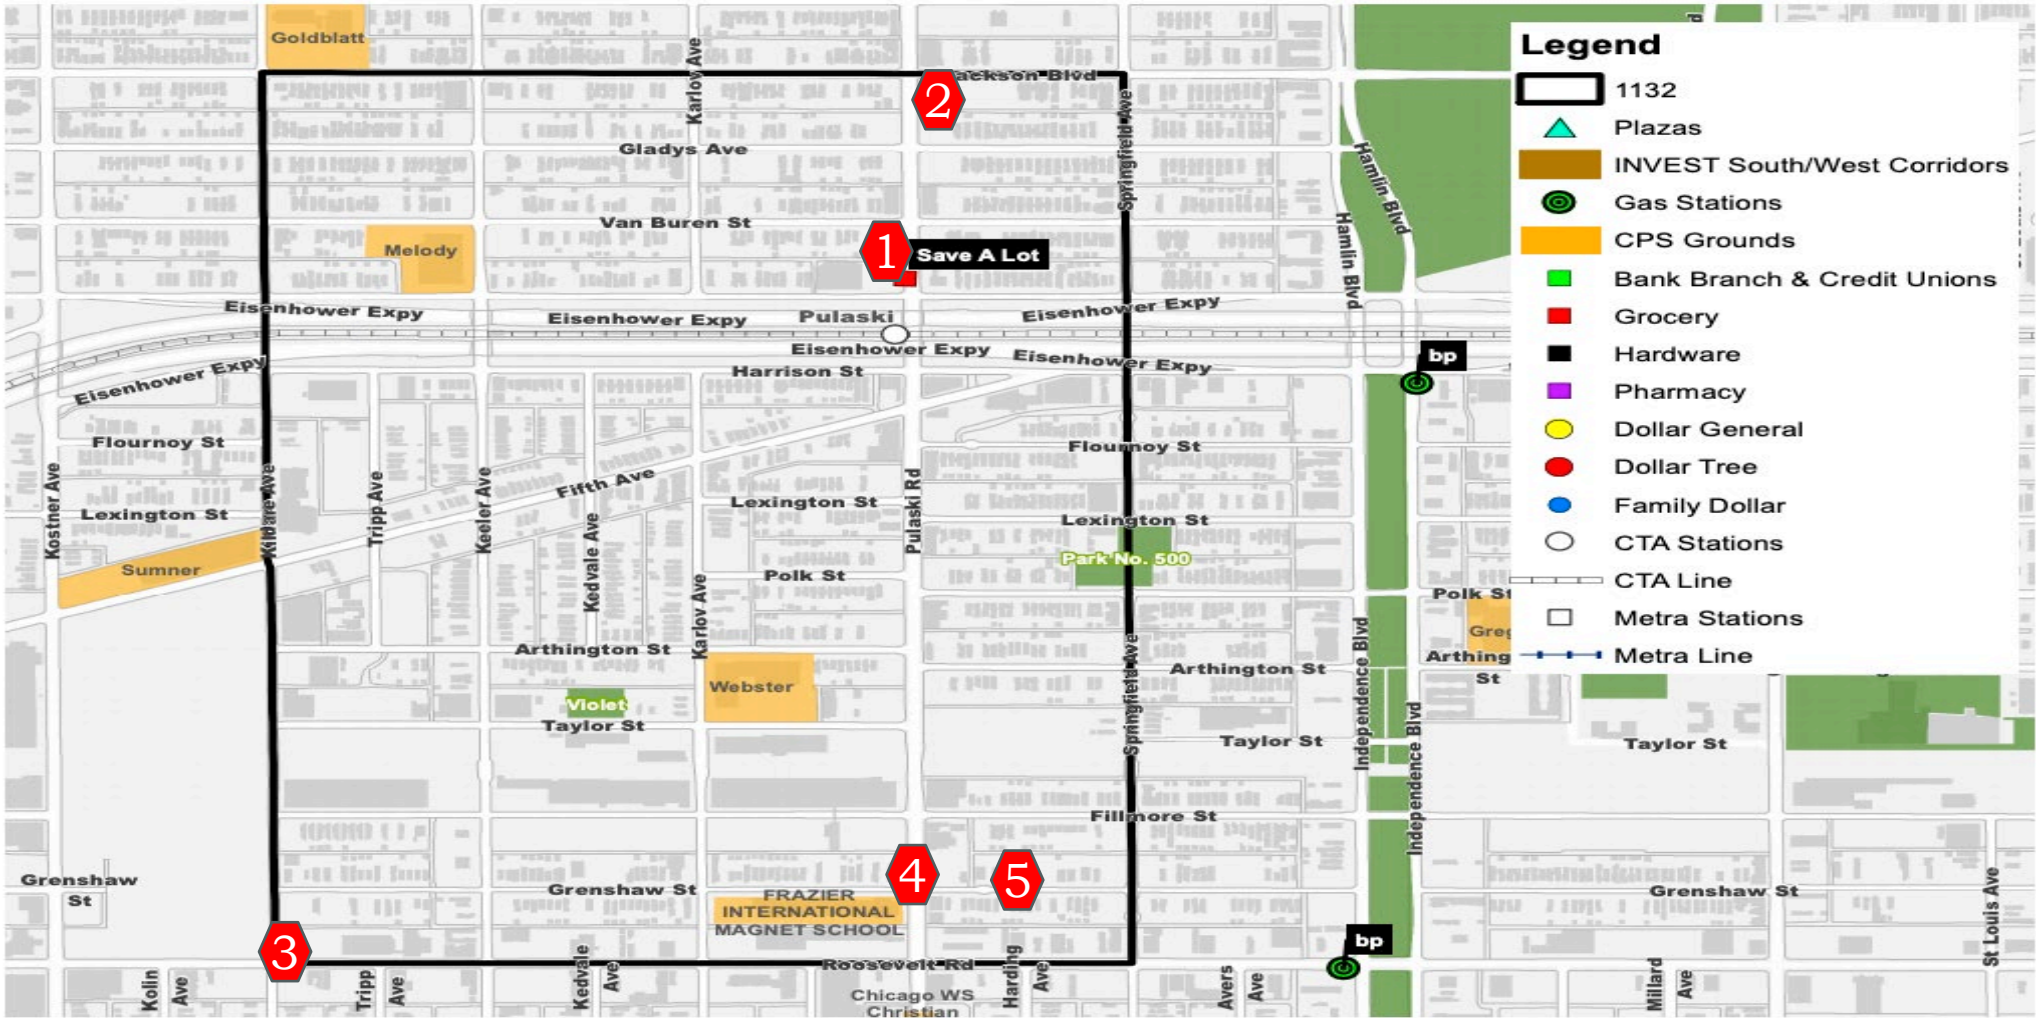 Goldblatt
Karlov Ave
Jackson Blvd
2
Springfield Ave
Gladys Ave
Hamlin Blvd
Hamlin Blvd
Van Buren St
Melody
1
Save A Lot
Eisenhower Expy
Eisenhower Expy
Pulaski
Eisenhower Expy
Eisenhower Expy
Eisenhower Expy
Eisenhower Expy
Harrison St
bp
Flournoy St
Flournoy St
Kostner Ave
Kildare Ave
Tripp Ave
Keeler Ave
Fifth Ave
Lexington St
Lexington St
Lexington St
Pulaski Rd
Kedvale Ave
Sumner
Park No. 500
Polk St
Polk St
Karlov Ave
Arthington St
Arthington St
Arthing
St
Greg
Webster
Violet
Taylor St
Taylor St
Taylor St
Springfield Ave
Independence Blvd
Independence Blvd
Fillmore St
4
5
Grenshaw
St
Grenshaw St
Grenshaw St
FRAZIER
INTERNATIONAL
MAGNET SCHOOL
3
bp
Roosevelt Rd
Kolin
Ave
Tripp
Ave
Kedvale
Ave
Chicago WS
Christian
Harding
Ave
Avers
Ave
Millard
Ave
St Louis Ave
Legend
1132
Plazas
INVEST South/West Corridors
Gas Stations
CPS Grounds
Bank Branch & Credit Unions
Grocery
Hardware
Pharmacy
Dollar General
Dollar Tree
Family Dollar
CTA Stations
CTA Line
Metra Stations
Metra Line